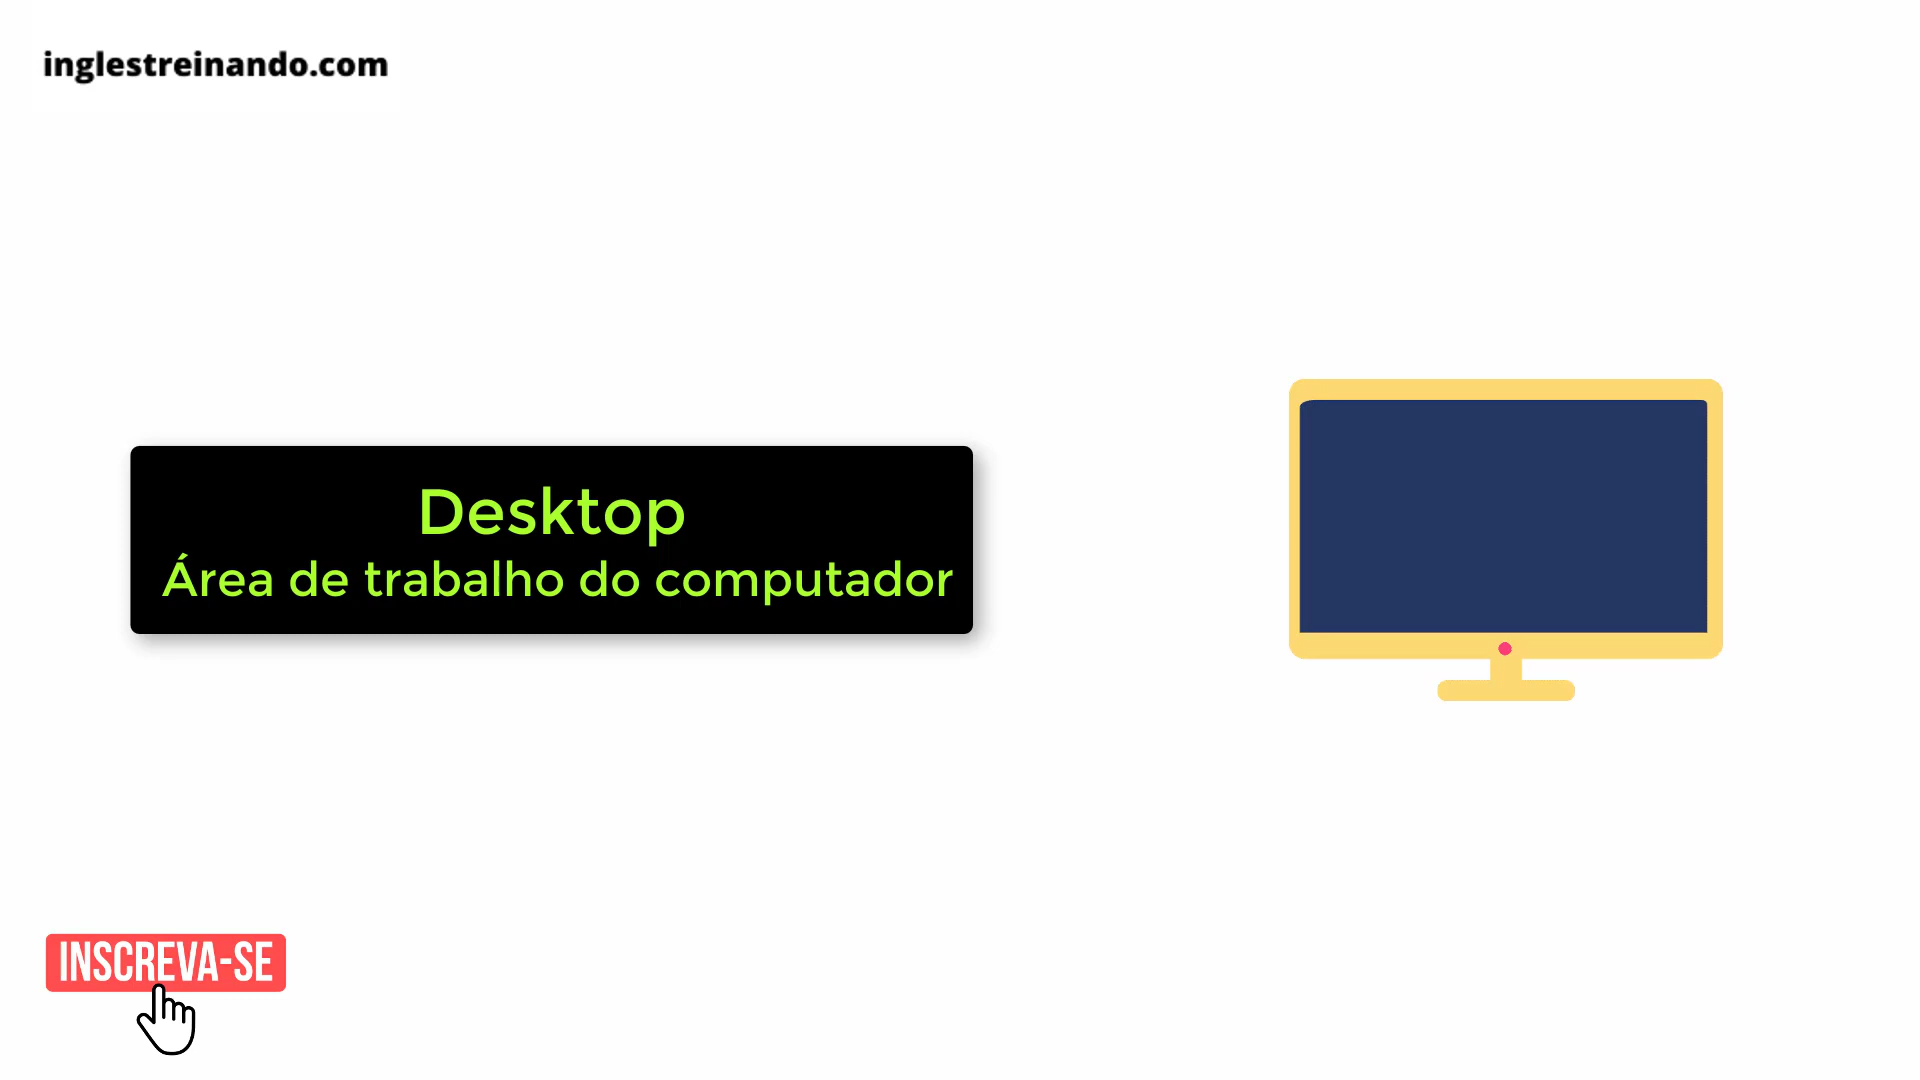 inglestreinando.com
Desktop
Área de trabalho do computador
INSCREVA-SE